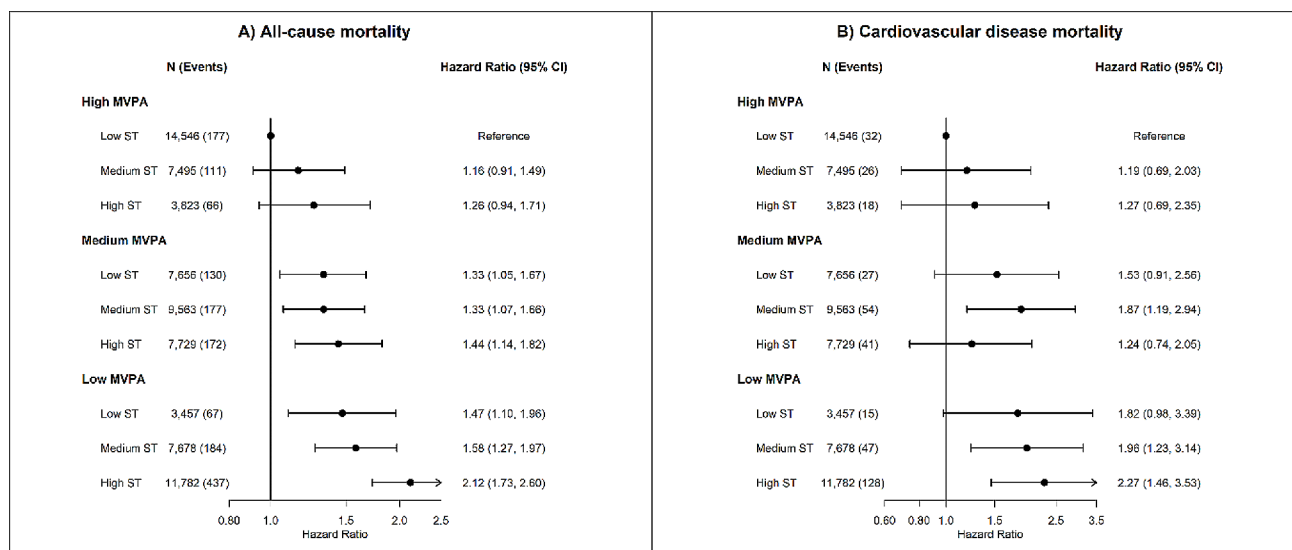 A) All-cause mortality
N (Events) Hazard Ratio (95% CI)
High MVPA
Low ST 14,546 (177) Reference
Medium ST 7,495 (111) 1.16 (0.91, 1.49)
High ST 3,823 (66) 1.26 (0.94, 1.71)
Medium MVPA
Low ST 7,656 (130) 1.33 (1.05, 1.67)
Medium ST 9,563 (177) 1.33 (1.07, 1.66)
High ST 7,729 (172) 1.44 (1.14, 1.82)
Low MVPA
Low ST 3,457 (67) 1.47 (1.10, 1.96)
Medium ST 7,678 (184) 1.58 (1.27, 1.97)
High ST 11,782 (437) 2.12 (1.73, 2.60)
0.80 1.0 1.5 2.0 2.5
Hazard Ratio
B) Cardiovascular disease mortality
N (Events) Hazard Ratio (95% CI)
High MVPA
Low ST 14,546 (32) Reference
Medium ST 7,495 (26) 1.19 (0.69, 2.03)
High ST 3,823 (18) 1.27 (0.69, 2.35)
Medium MVPA
Low ST 7,656 (27) 1.53 (0.91, 2.56)
Medium ST 9,563 (54) 1.87 (1.19, 2.94)
High ST 7,729 (41) 1.24 (0.74, 2.05)
Low MVPA
Low ST 3,457 (15) 1.82 (0.98, 3.39)
Medium ST 7,678 (47) 1.96 (1.23, 3.14)
High ST 11,782 (128) 2.27 (1.46, 3.53)
0.60 0.80 1.0 1.5 2.5 3.5
Hazard Ratio